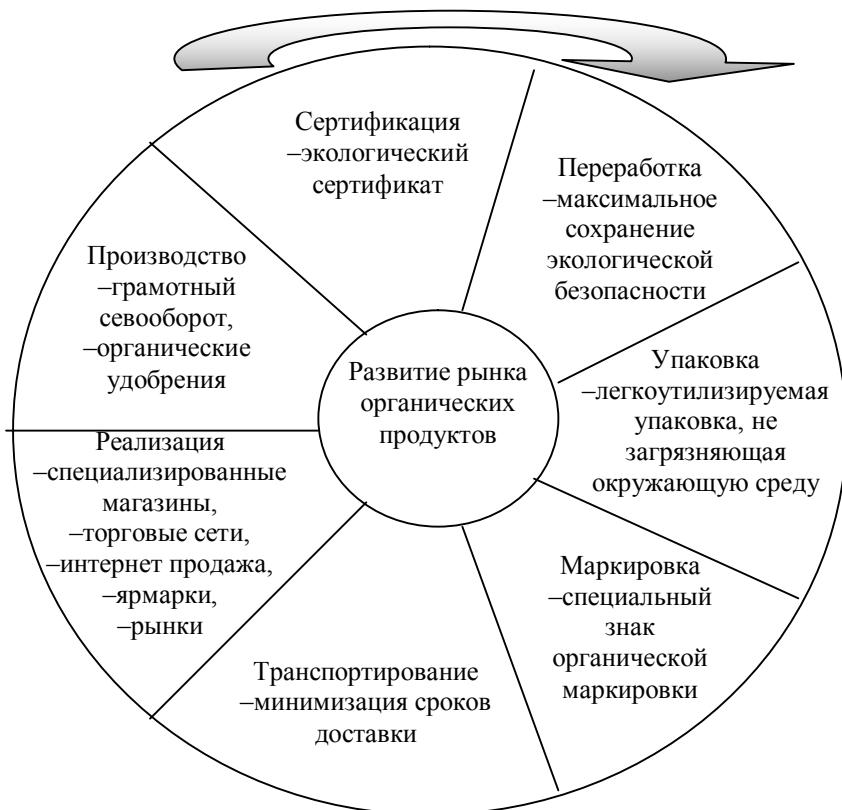 Сертификация
–экологический
сертификат
Переработка
–максимальное
сохранение
экологической
безопасности
Упаковка
–легкоутилизируемая
упаковка, не
загрязняющая
окружающую среду
Маркировка
–специальный
знак
органической
маркировки
Транспортирование
–минимизация сроков
доставки
Реализация
–специализированные
магазины,
–торговые сети,
–интернет продажа,
–ярмарки,
–рынки
Производство
–грамотный
севооборот,
–органические
удобрения
Развитие рынка
органических
продуктов